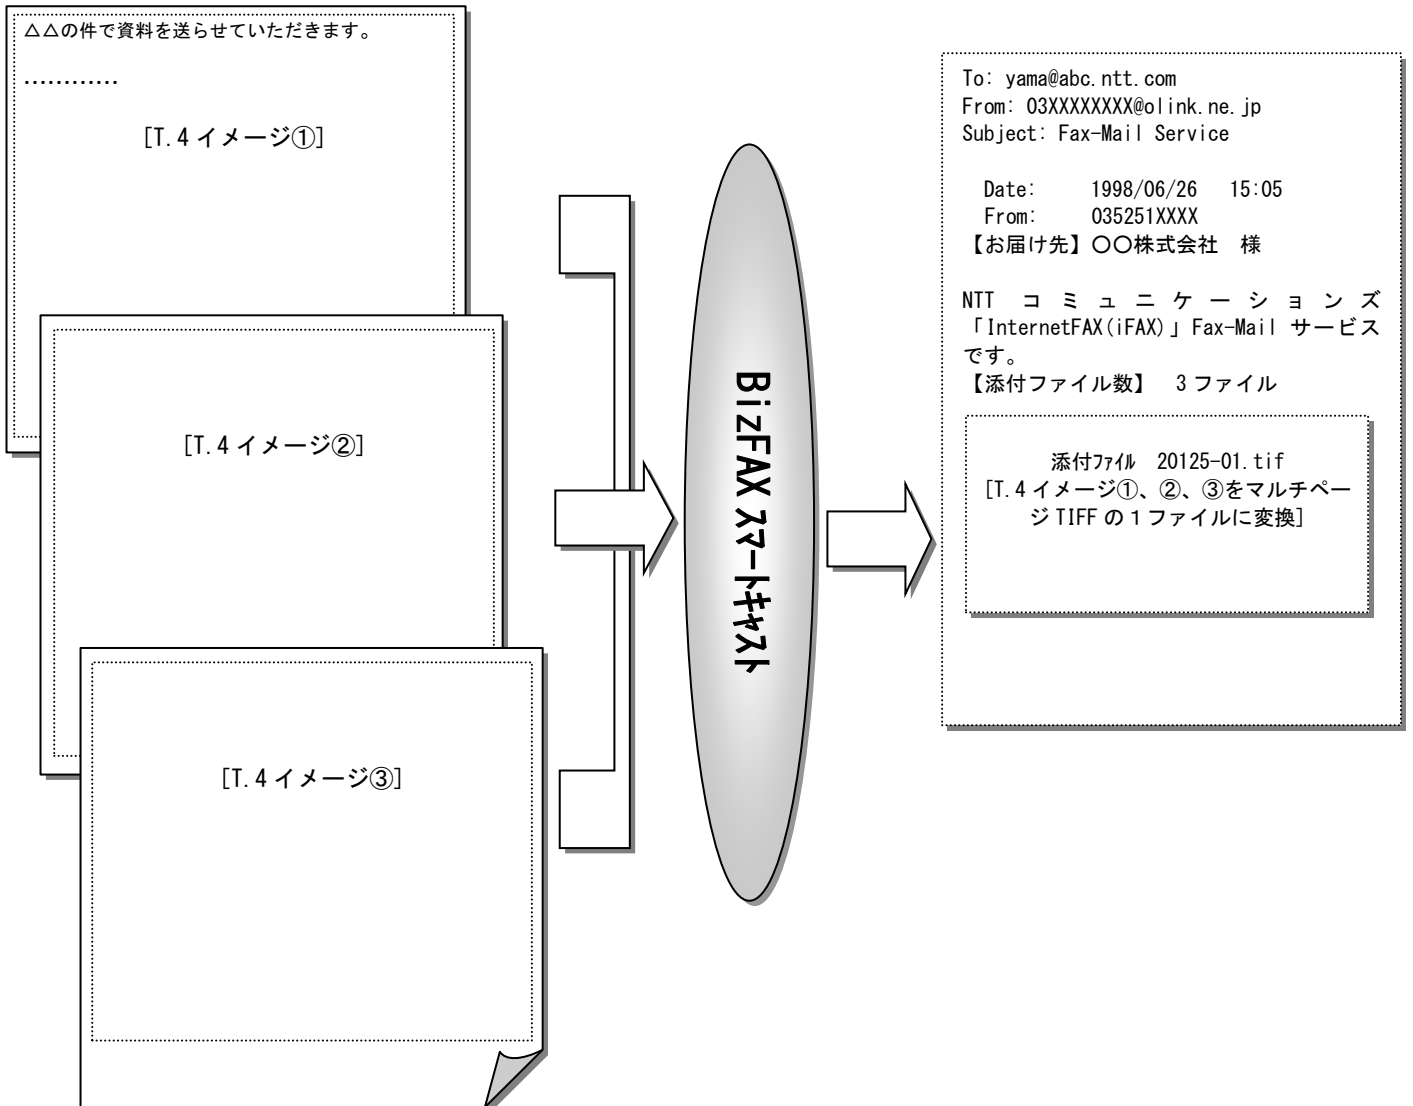 △△の件で資料を送らせていただきます。
…………
[T.4 イメージ①]
[T.4 イメージ②]
[T.4 イメージ③]
BizFAX スマートキャスト
To: yama@abc.ntt.com
From: 03XXXXXXXX@olink.ne.jp
Subject: Fax-Mail Service
Date: 1998/06/26 15:05
From: 035251XXXX
【お届け先】〇〇株式会社 様
NTT コミュニケーションズ
「InternetFAX(iFAX)」Fax-Mail サービス
です。
【添付ファイル数】 3 ファイル
添付ファイル 20125-01.tif
[T.4 イメージ①、②、③をマルチペー
ジ TIFF の１ファイルに変換]